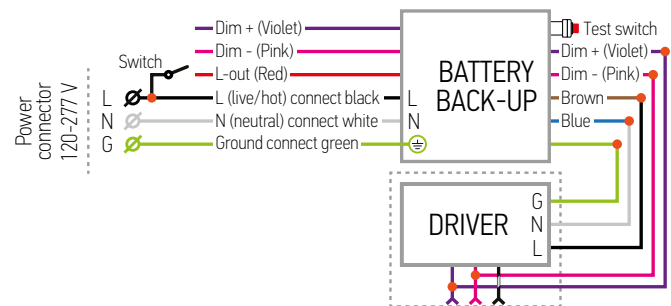 Dim + (Violet)
Dim - (Pink)
L-out (Red)
L (live/hot) connect black
N (neutral) connect white
Ground connect green
Switch
Power
connector
120-277 V
L
N
G
L
N
BATTERY
BACK-UP
Test switch
Dim + (Violet)
Dim - (Pink)
Brown
Blue
DRIVER
G
N
L